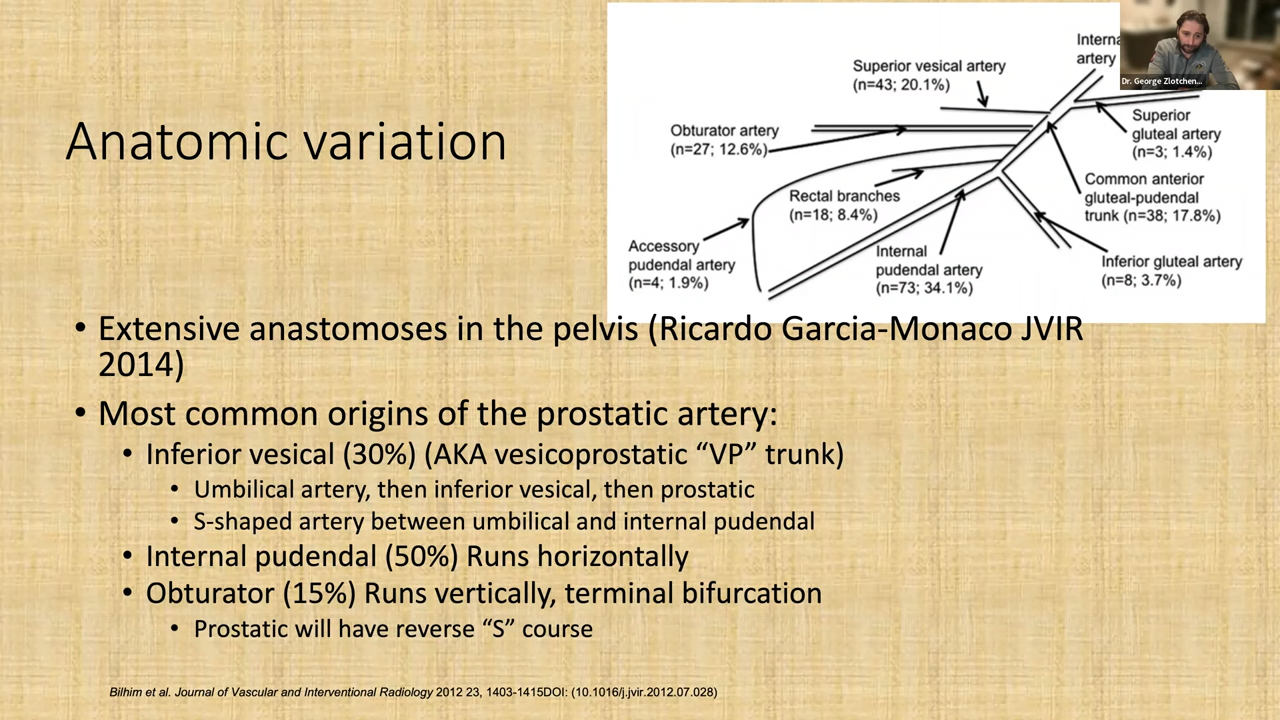 Anatomic variation
Superior vesical artery
(n=43; 20.1%)
Obturator artery
(n=27; 12.6%)
Rectal branches
(n=18; 8.4%)
Accessory
pudendal artery
(n=4; 1.9%)
Internal
pudendal artery
(n=73; 34.1%)
artery
Superior
gluteal artery
(n=3; 1.4%)
Common anterior
gluteal-pudendal
trunk (n=38; 17.8%)
Inferior gluteal artery
(n=8; 3.7%)
Dr. George Zlotchen...
• Extensive anastomoses in the pelvis (Ricardo Garcia-Monaco JVIR
2014)
• Most common origins of the prostatic artery:
• Inferior vesical (30%) (AKA vesicoprostatic “VP” trunk)
• Umbilical artery, then inferior vesical, then prostatic
• S-shaped artery between umbilical and internal pudendal
• Internal pudendal (50%) Runs horizontally
• Obturator (15%) Runs vertically, terminal bifurcation
• Prostatic will have reverse “S” course
Bilhim et al. Journal of Vascular and Interventional Radiology 2012 23, 1403-1415DOI: (10.1016/j.jvir.2012.07.028)